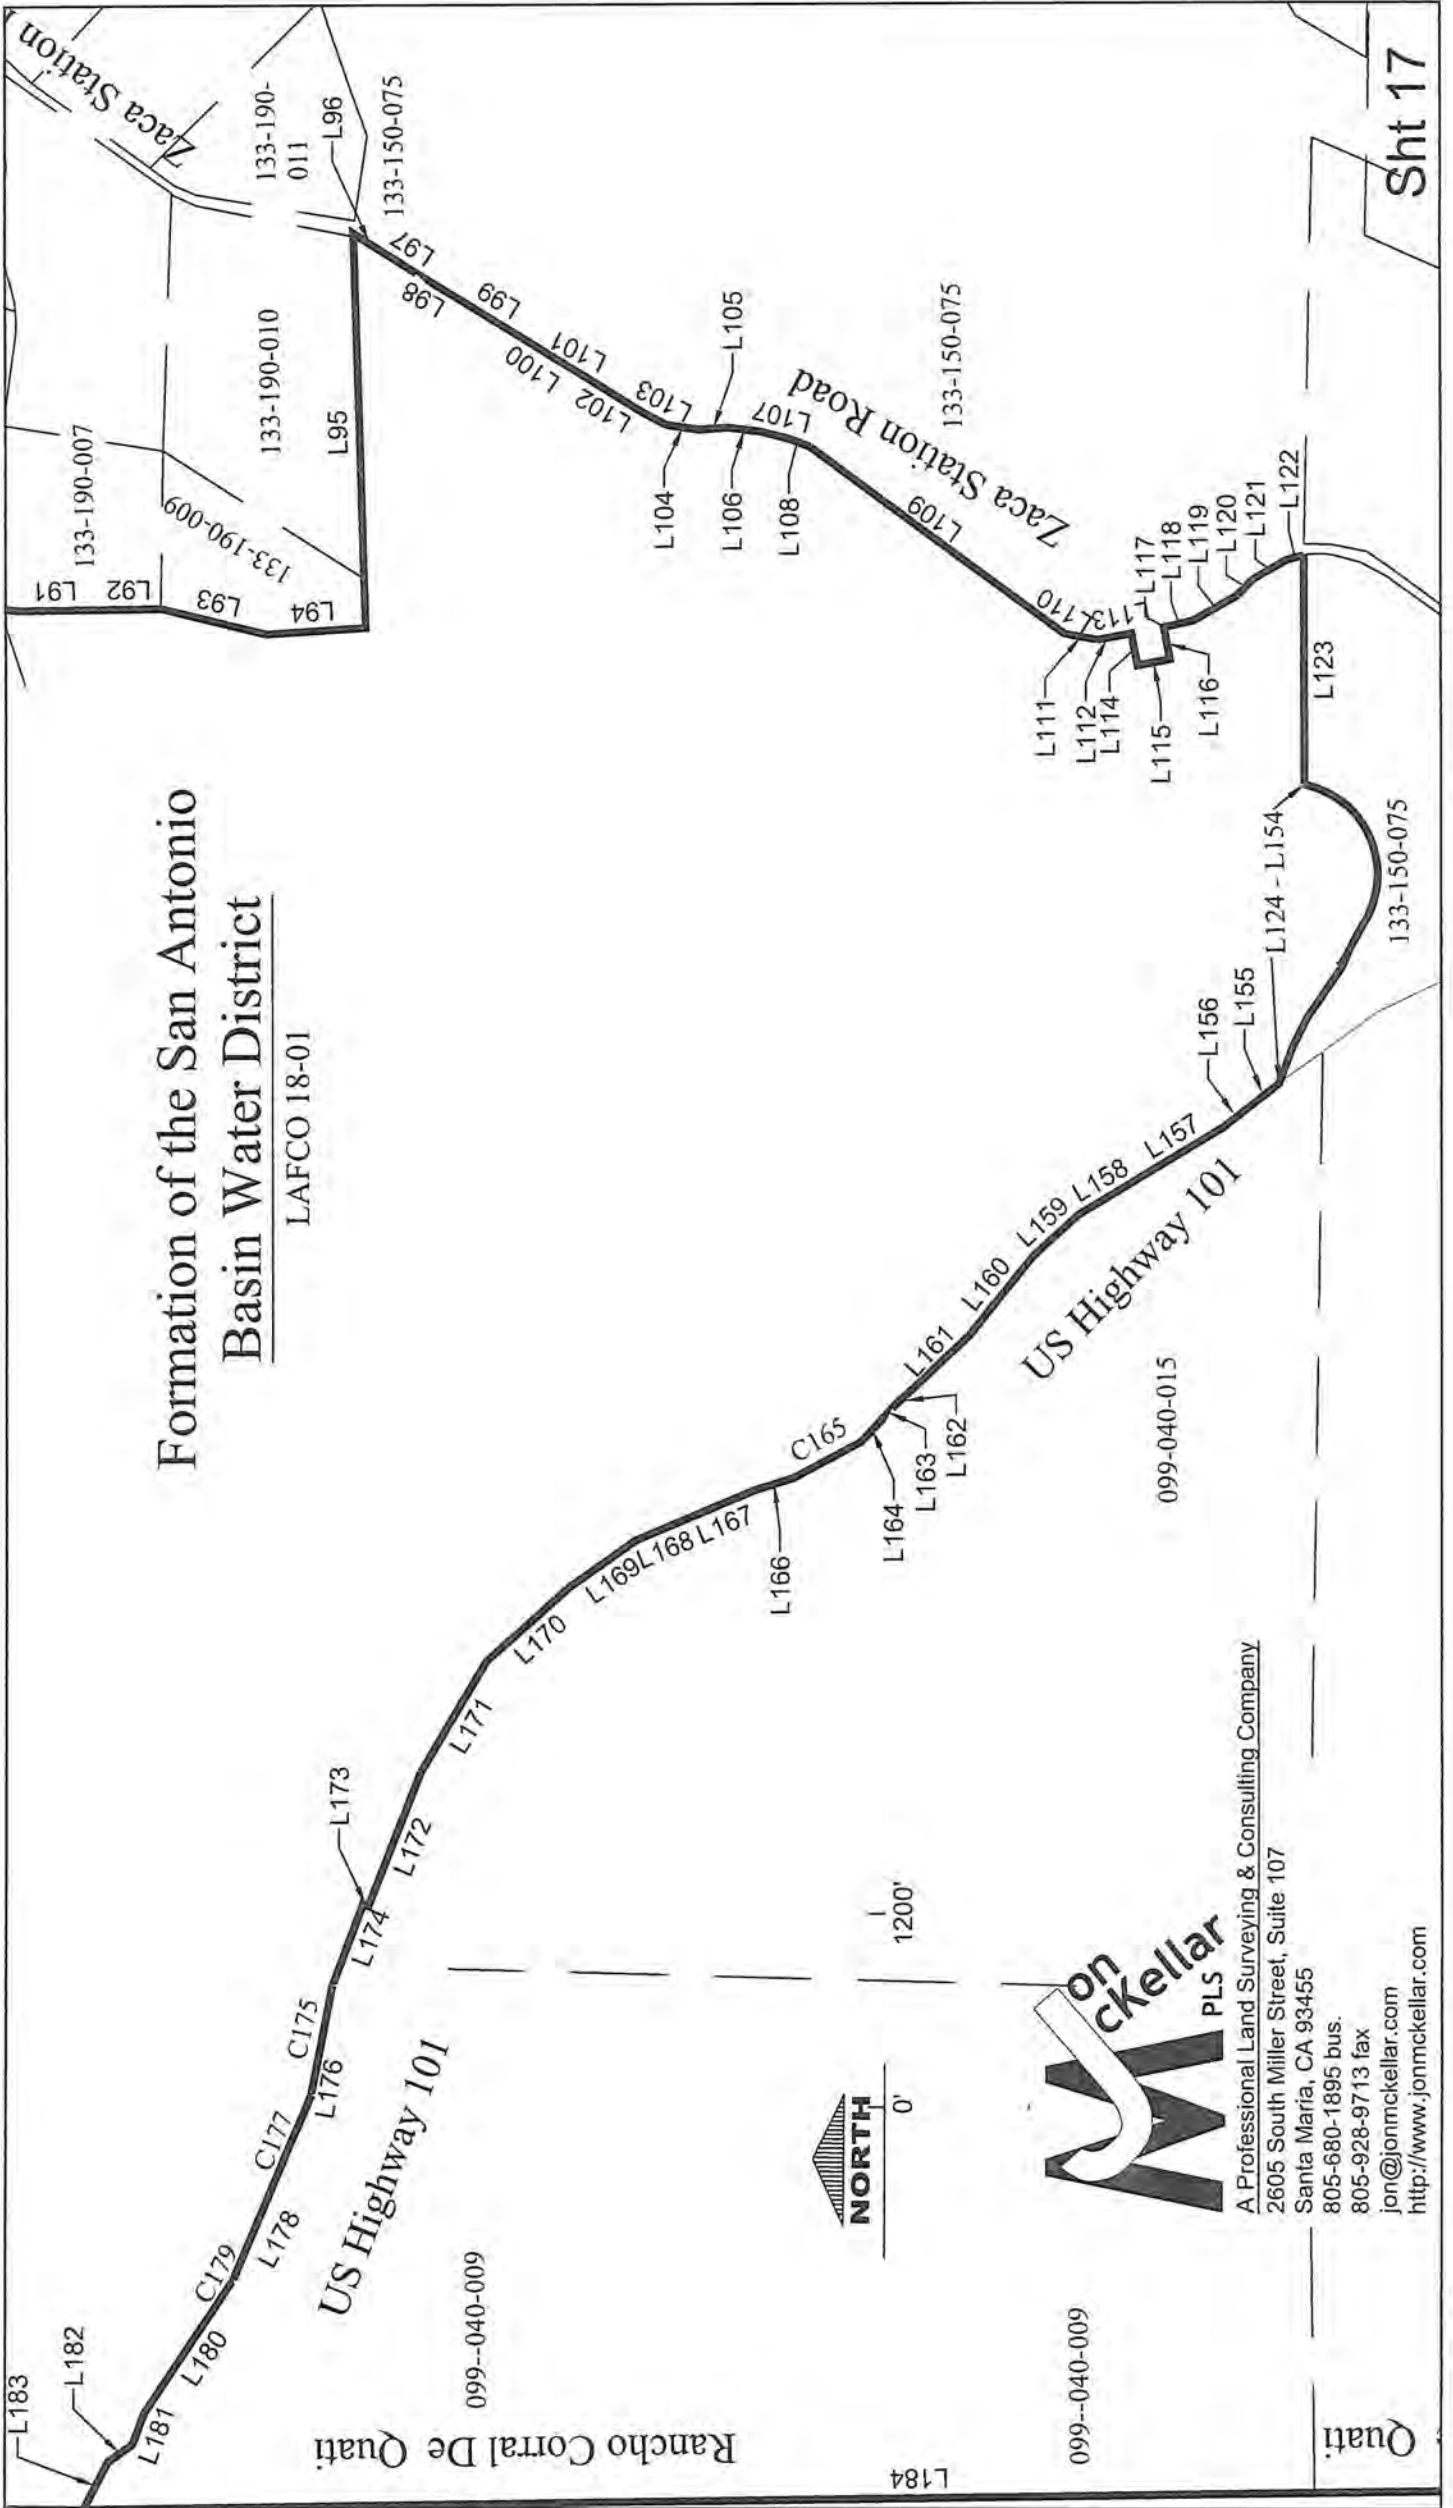 Formation of the San Antonio
Basin Water District
LAFCO 18-01
L183
L182
L181
L180
C179
L178
C177
L176
C175
L174
L173
L172
L171
L170
L169
L168
L167
L166
C165
L164
L163
L162
L161
L160
L159
L158
L157
L156
L155
L124 - L154
133-150-075
L123
L122
L121
L120
L119
L118
L117
L116
L115
L114
L113
L112
L111
L110
L109
L108
L107
L106
L105
L104
L103
L102
L101
L100
L99
L98
L97
L96
L95
L94
L93
L92
L91
133-190-007
133-190-009
133-190-010
133-190-
011
133-150-075
Zaca Station
Zaca Station Road
133-150-075
US Highway 101
US Highway 101
099--040-009
099-040-015
099--040-009
Rancho Corral De Quati
Quati
L184
NORTH
0'
1200'
Jon
McKellar
PLS
A Professional Land Surveying & Consulting Company
2605 South Miller Street, Suite 107
Santa Maria, CA 93455
805-680-1895 bus.
805-928-9713 fax
jon@jonmckellar.com
http://www.jonmckellar.com
Sht 17